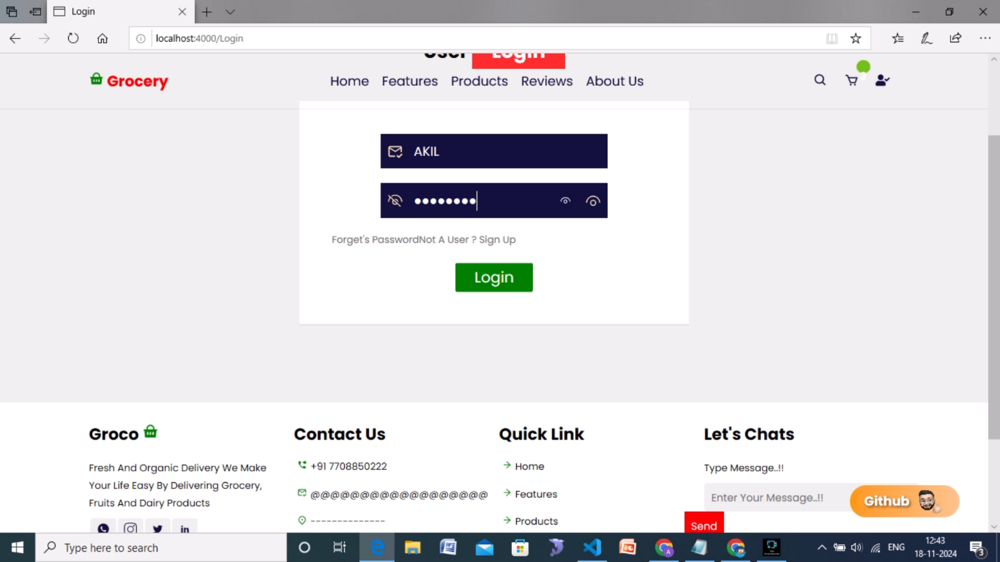 Login
localhost:4000/Login
User Login
Grocery
Home Features Products Reviews About Us
AKIL
••••••••
Forget's PasswordNot A User ? Sign Up
Login
Groco
Fresh And Organic Delivery We Make
Your Life Easy By Delivering Grocery,
Fruits And Dairy Products
in
Contact Us
+91 7708850222
@@@@@@@@@@@@@@@@@@
--------------
Quick Link
Home
Features
Products
Let's Chats
Type Message..!!
Enter Your Message..!!
Github
Send
Type here to search
ENG
12:43
18-11-2024
3